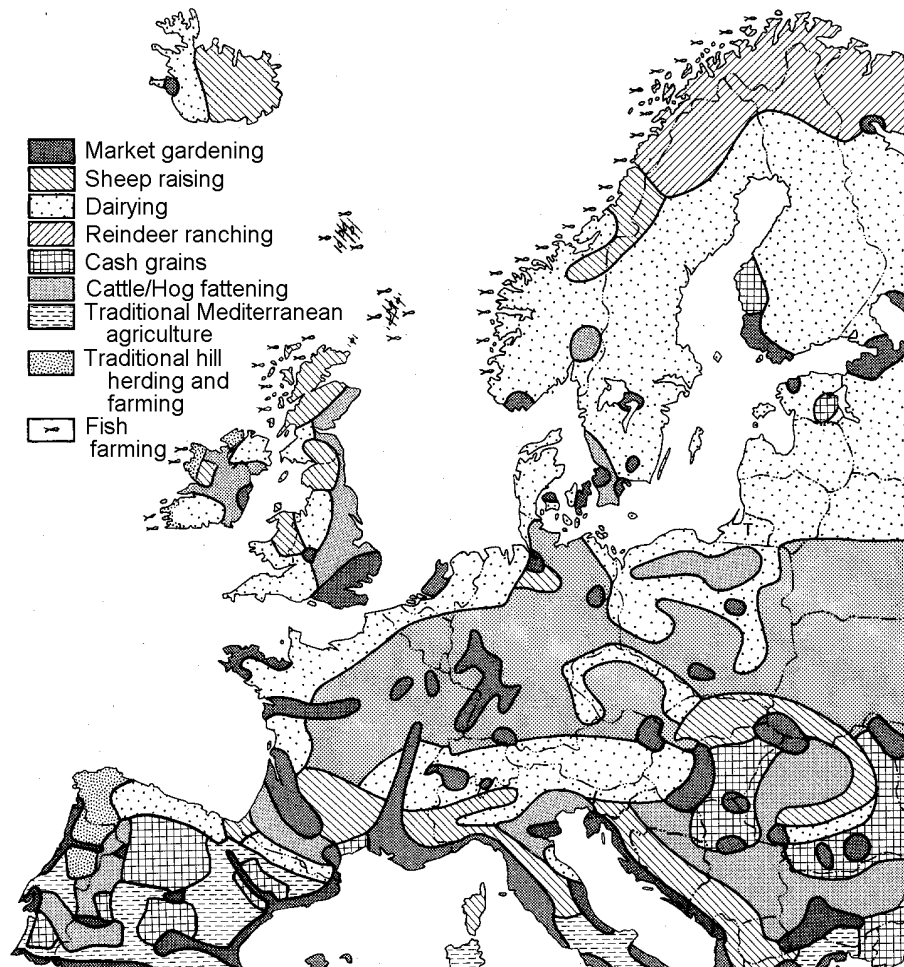 Market gardening
Sheep raising
Dairying
Reindeer ranching
Cash grains
Cattle/Hog fattening
Traditional Mediterranean
agriculture
Traditional hill
herding and
farming
Fish
farming
T